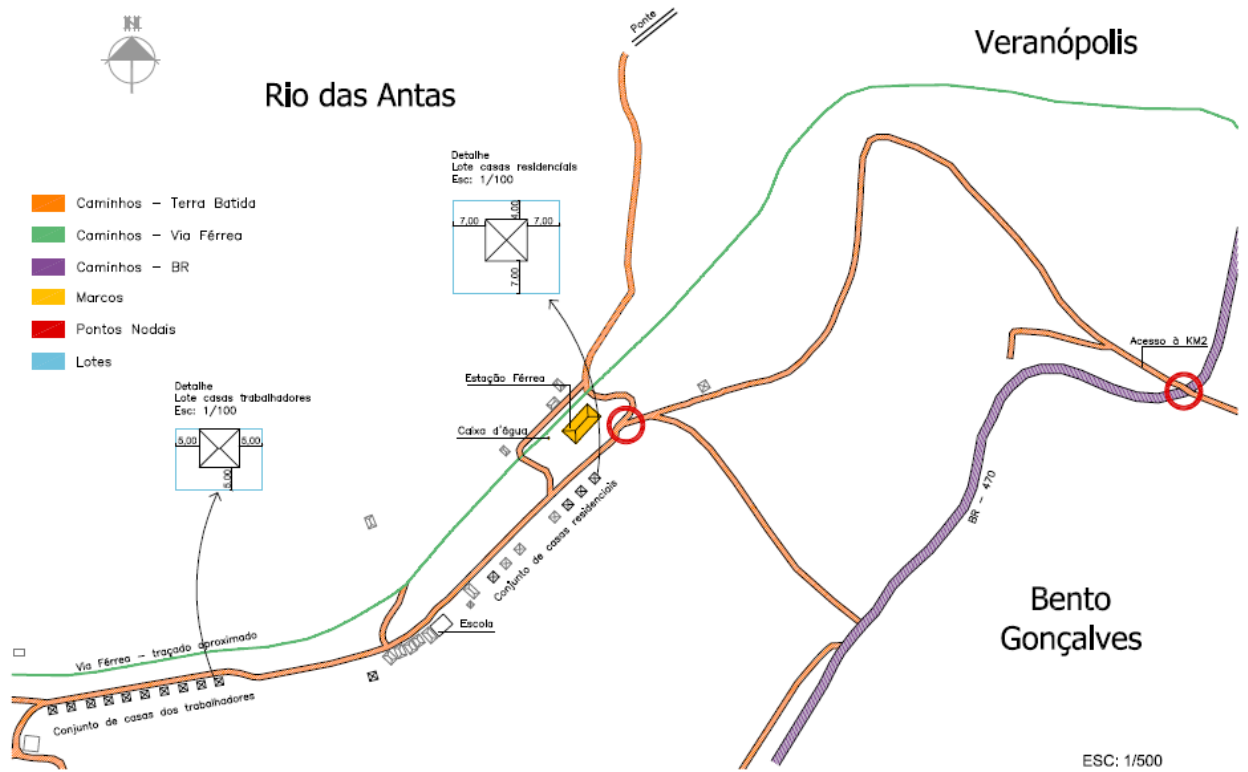 N
Ponte
Veranópolis
Rio das Antas
Detalhe
Lote casas residenciais
Esc: 1/100
7,00
4,00
7,00
7,00
Caminhos – Terra Batida
Caminhos – Via Férrea
Caminhos – BR
Marcos
Pontos Nodais
Lotes
Acesso à KM2
Estação Férrea
Detalhe
Lote casas trabalhadores
Esc: 1/100
5,00
5,00
5,00
Caixa d'água
BR – 470
Conjunto de casas residenciais
Bento
Gonçalves
Escola
Via Férrea – traçado aproximado
Conjunto de casas dos trabalhadores
ESC: 1/500